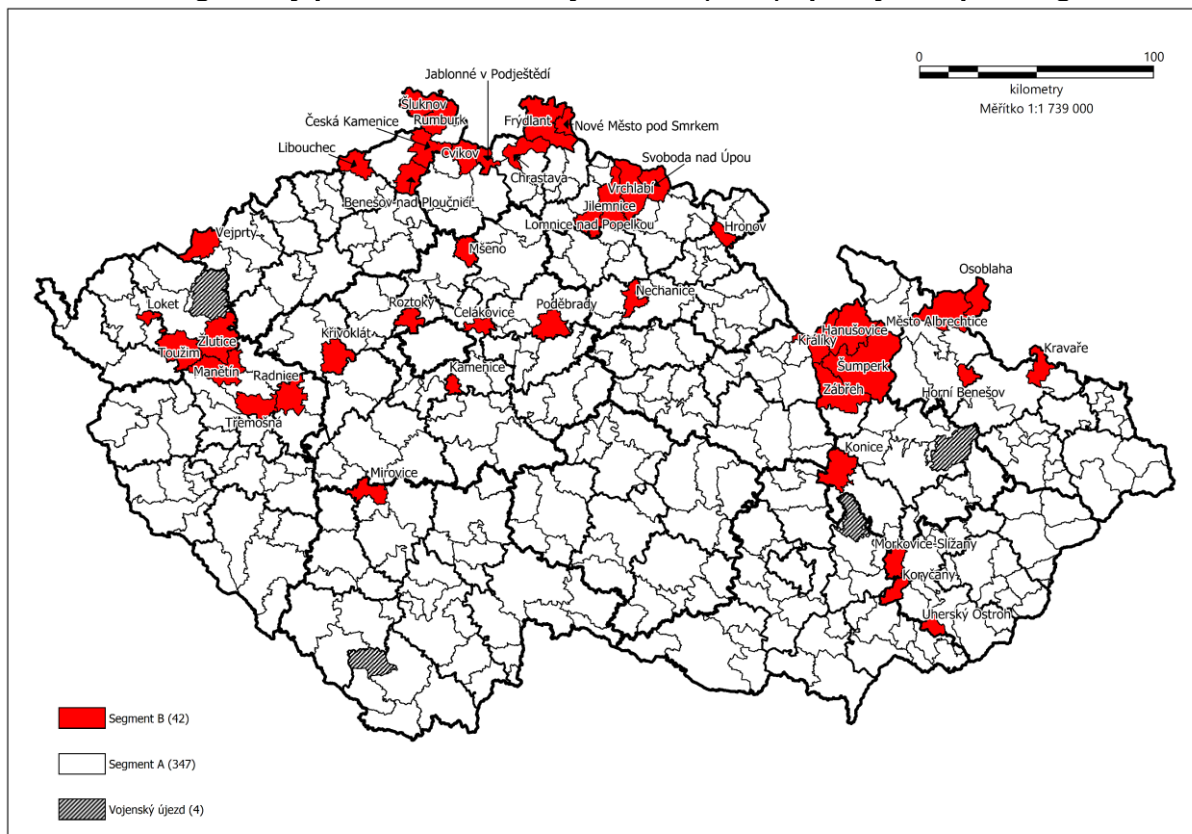 0 100
kilometry
Měřítko 1:1 739 000
Jablonné v Podještědí
Šluknov
Rumburk
Česká Kamenice
Frýdlant
Nové Město pod Smrkem
Libouchec
Cvikov
Chrastava
Svoboda nad Úpou
Benešov nad Ploučnicí
Vrchlabí
Jilemnice
Lomnice nad Popelkou
Hronov
Vejprty
Mšeno
Osoblaha
Loket
Roztoky
Čelákovice
Poděbrady
Nechanice
Město Albrechtice
Hanušovice
Králíky
Žlutice
Toužim
Křivoklát
Kravaře
Manětín
Radnice
Kamenice
Šumperk
Zábřeh
Horní Benešov
Třemošná
Konice
Mirovice
Morkovice-Slížany
Koryčany
Uherský Ostroh
Segment B (42)
Segment A (347)
Vojenský újezd (4)